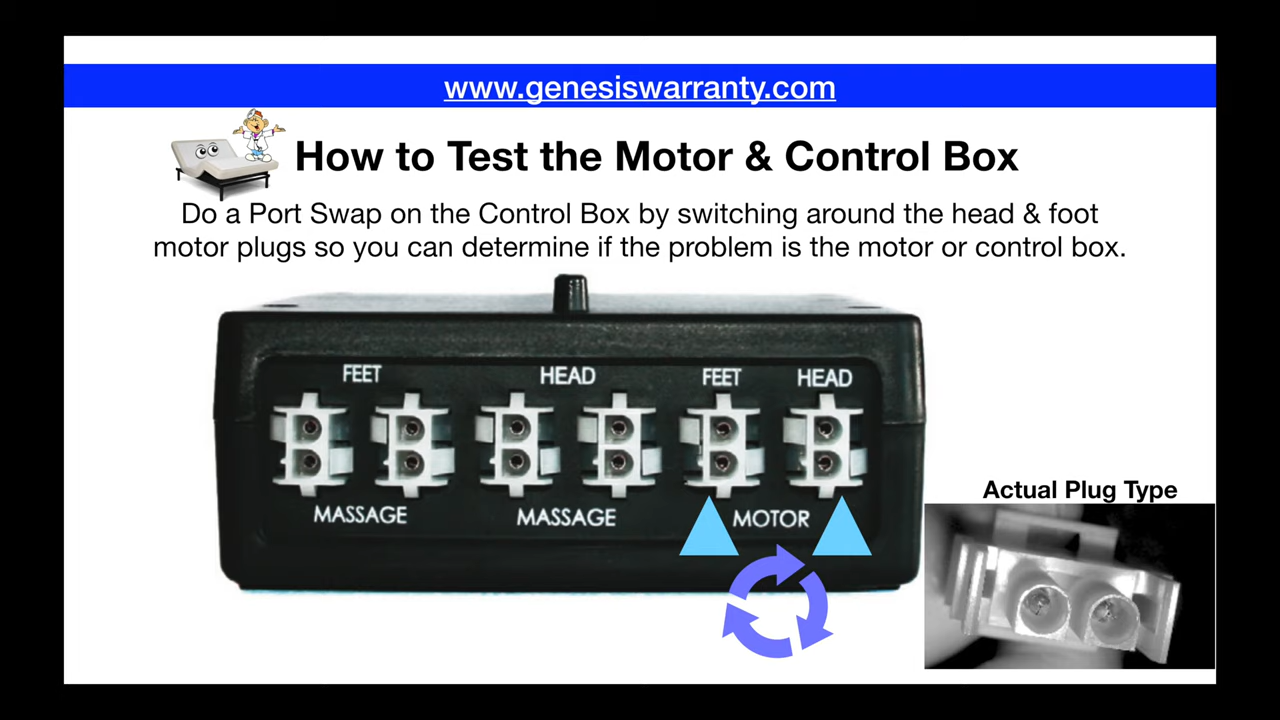 www.genesiswarranty.com
How to Test the Motor & Control Box
Do a Port Swap on the Control Box by switching around the head & foot
motor plugs so you can determine if the problem is the motor or control box.
FEET HEAD FEET HEAD
MASSAGE MASSAGE MOTOR
Actual Plug Type